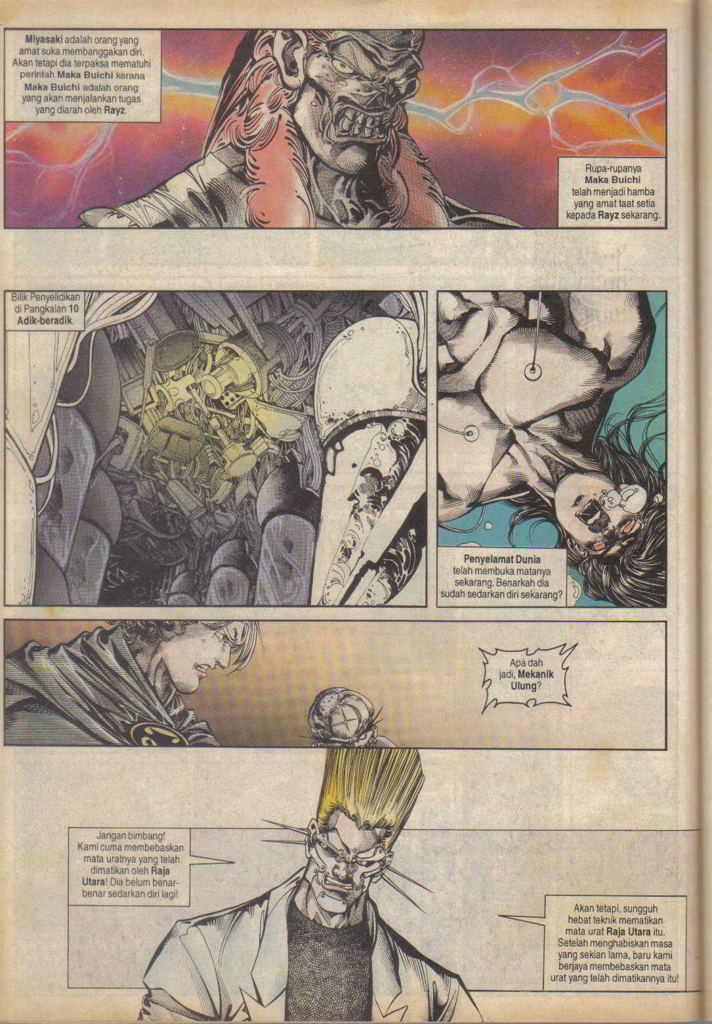 Miyasaki adalah orang yang
amat suka membanggakan diri.
Akan tetapi dia terpaksa mematuhi
perintah Maka Buichi kerana
Maka Buichi adalah orang
yang akan menjalankan tugas
yang diarah oleh Rayz.
Rupa-rupanya
Maka Buichi
telah menjadi hamba
yang amat taat setia
kepada Rayz sekarang.
Bilik Penyelidikan
di Pangkalan 10
Adik-beradik.
Penyelamat Dunia
telah membuka matanya
sekarang. Benarkah dia
sudah sedarkan diri sekarang?
Apa dah
jadi, Mekanik
Ulung?
Jangan bimbang!
Kami cuma membebaskan
mata uratnya yang telah
dimatikan oleh Raja
Utara! Dia belum benar-
benar sedarkan diri lagi!
Akan tetapi, sungguh
hebat teknik mematikan
mata urat Raja Utara itu.
Setelah menghabiskan masa
yang sekian lama, baru kami
berjaya membebaskan mata
urat yang telah dimatikannya itu!